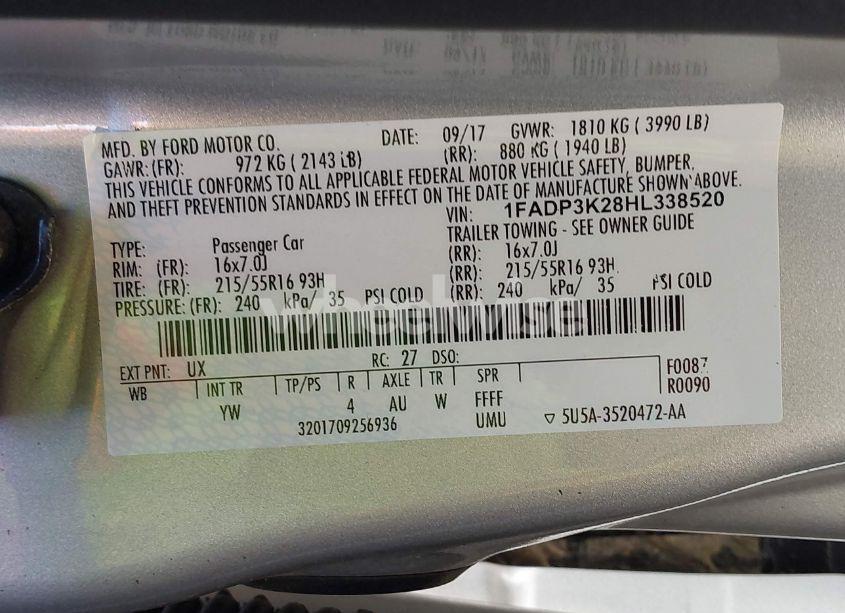 MFD. BY FORD MOTOR CO. DATE: 09/17 GVWR: 1810 KG ( 3990 LB)
GAWR: (FR): 972 KG ( 2143 LB) (RR): 880 KG ( 1940 LB)
THIS VEHICLE CONFORMS TO ALL APPLICABLE FEDERAL MOTOR VEHICLE SAFETY, BUMPER,
AND THEFT PREVENTION STANDARDS IN EFFECT ON THE DATE OF MANUFACTURE SHOWN ABOVE.
VIN: 1FADP3K28HL338520
TYPE: Passenger Car TRAILER TOWING - SEE OWNER GUIDE
RIM: (FR): 16x7.0J (RR): 16x7.0J
TIRE: (FR): 215/55R16 93H (RR): 215/55R16 93H
PRESSURE: (FR): 240 kPa/ 35 PSI COLD (RR): 240 kPa/ 35 PSI COLD
wheelwise
EXT PNT: UX RC: 27 DSO:
WB INT TR TP/PS R AXLE TR SPR F0087
YW 4 AU W FFFF R0090
3201709256936 UMU ▽ 5U5A-3520472-AA